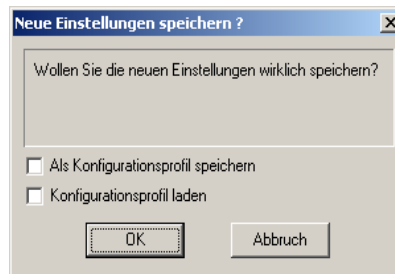 Neue Einstellungen speichern ?
Wollen Sie die neuen Einstellungen wirklich speichern?
Als Konfigurationsprofil speichern
Konfigurationsprofil laden
OK
Abbruch